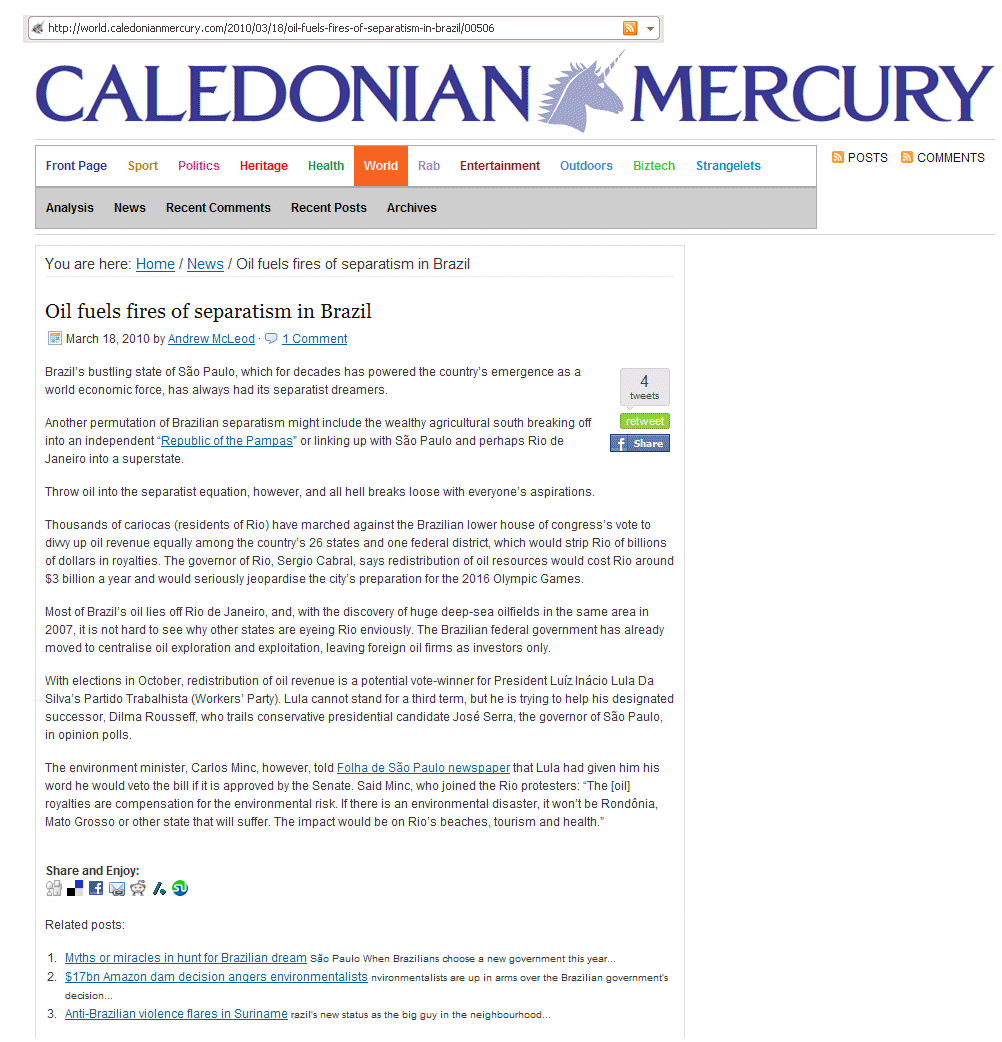 http://world.caledonianmercury.com/2010/03/18/oil-fuels-fires-of-separatism-in-brazil/00506
CALEDONIAN MERCURY
Front Page Sport Politics Heritage Health World Rab Entertainment Outdoors Biztech Strangelets
POSTS COMMENTS
Analysis News Recent Comments Recent Posts Archives
You are here: Home / News / Oil fuels fires of separatism in Brazil
Oil fuels fires of separatism in Brazil
March 18, 2010 by Andrew McLeod · 1 Comment
4
tweets
retweet
f Share
Brazil's bustling state of São Paulo, which for decades has powered the country's emergence as a
world economic force, has always had its separatist dreamers.
Another permutation of Brazilian separatism might include the wealthy agricultural south breaking off
into an independent “Republic of the Pampas” or linking up with São Paulo and perhaps Rio de
Janeiro into a superstate.
Throw oil into the separatist equation, however, and all hell breaks loose with everyone's aspirations.
Thousands of cariocas (residents of Rio) have marched against the Brazilian lower house of congress's vote to
divvy up oil revenue equally among the country's 26 states and one federal district, which would strip Rio of billions
of dollars in royalties. The governor of Rio, Sergio Cabral, says redistribution of oil resources would cost Rio around
$3 billion a year and would seriously jeopardise the city's preparation for the 2016 Olympic Games.
Most of Brazil's oil lies off Rio de Janeiro, and, with the discovery of huge deep-sea oilfields in the same area in
2007, it is not hard to see why other states are eyeing Rio enviously. The Brazilian federal government has already
moved to centralise oil exploration and exploitation, leaving foreign oil firms as investors only.
With elections in October, redistribution of oil revenue is a potential vote-winner for President Luíz Inácio Lula Da
Silva's Partido Trabalhista (Workers' Party). Lula cannot stand for a third term, but he is trying to help his designated
successor, Dilma Rousseff, who trails conservative presidential candidate José Serra, the governor of São Paulo,
in opinion polls.
The environment minister, Carlos Minc, however, told Folha de São Paulo newspaper that Lula had given him his
word he would veto the bill if it is approved by the Senate. Said Minc, who joined the Rio protesters: “The [oil]
royalties are compensation for the environmental risk. If there is an environmental disaster, it won't be Rondônia,
Mato Grosso or other state that will suffer. The impact would be on Rio's beaches, tourism and health.”
Share and Enjoy:
Related posts:
1. Myths or miracles in hunt for Brazilian dream São Paulo When Brazilians choose a new government this year...
2. $17bn Amazon dam decision angers environmentalists nvironmentalists are up in arms over the Brazilian government's
decision...
3. Anti-Brazilian violence flares in Suriname razil's new status as the big guy in the neighbourhood...